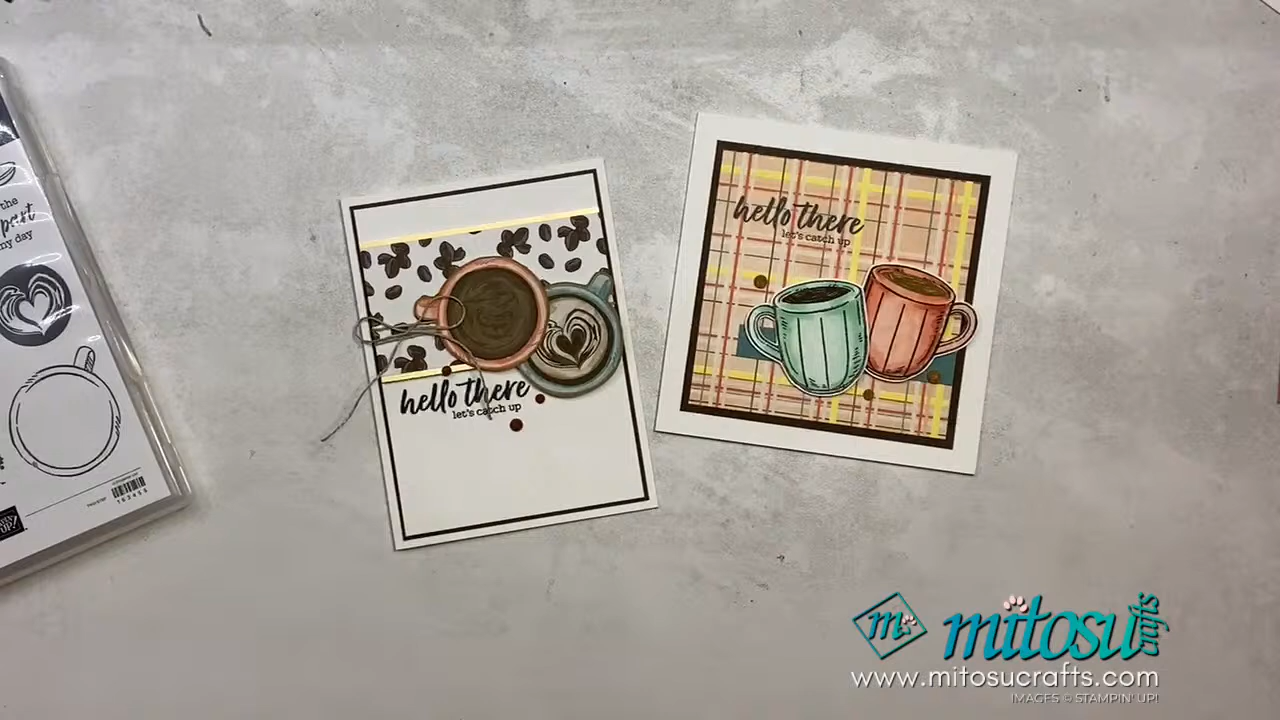 the
part
my day
hello there
let's catch up
hello there
let's catch up
mitosu crafts
www.mitosucrafts.com
IMAGES © STAMPIN' UP!